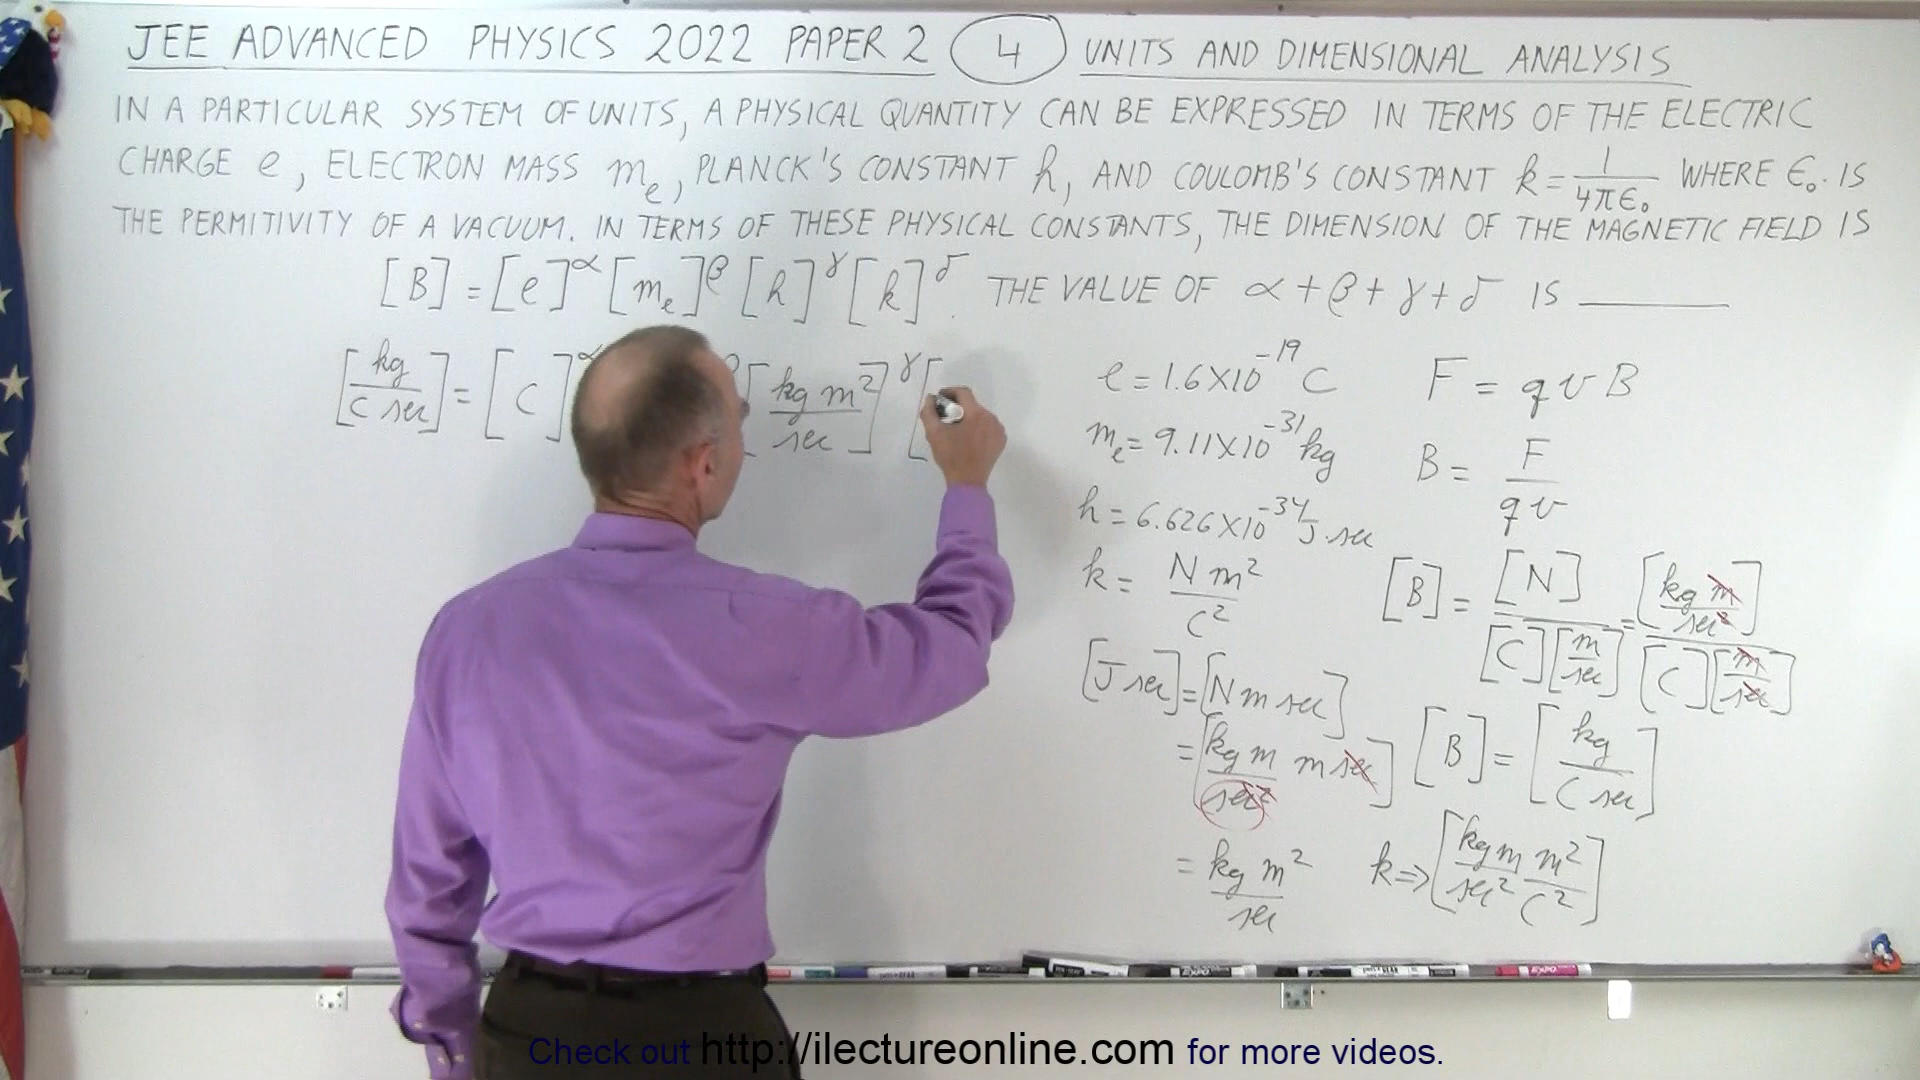 JEE ADVANCED PHYSICS 2022 PAPER 2 4 UNITS AND DIMENSIONAL ANALYSIS
IN A PARTICULAR SYSTEM OF UNITS, A PHYSICAL QUANTITY CAN BE EXPRESSED IN TERMS OF THE ELECTRIC
CHARGE e, ELECTRON MASS mₑ, PLANCK'S CONSTANT h, AND COULOMB'S CONSTANT k = 1/4πϵ₀ WHERE ϵ₀ IS
THE PERMITIVITY OF A VACUUM. IN TERMS OF THESE PHYSICAL CONSTANTS, THE DIMENSION OF THE MAGNETIC FIELD IS
[B] = [e]^α [mₑ]^β [h]^γ [k]^δ. THE VALUE OF α + β + γ + δ IS ______
[kg / C sec] = [C]^α β [kg m² / sec]^γ [
e = 1.6 X 10⁻¹⁹ C
mₑ = 9.11 X 10⁻³¹ kg
h = 6.626 X 10⁻³⁴ J·sec
k = N m² / C²
[J sec] = [N m sec]
= [kg m / sec² m sec]
= kg m² / sec
F = q v B
B = F / q v
[B] = [N] / [C][m / sec] = [kg m / sec²] / [C][m / sec]
[B] = [kg / C sec]
k ⇒ [kg m / sec² m² / C²]
EXPO
EXPO
Check out http://ilectureonline.com for more videos.